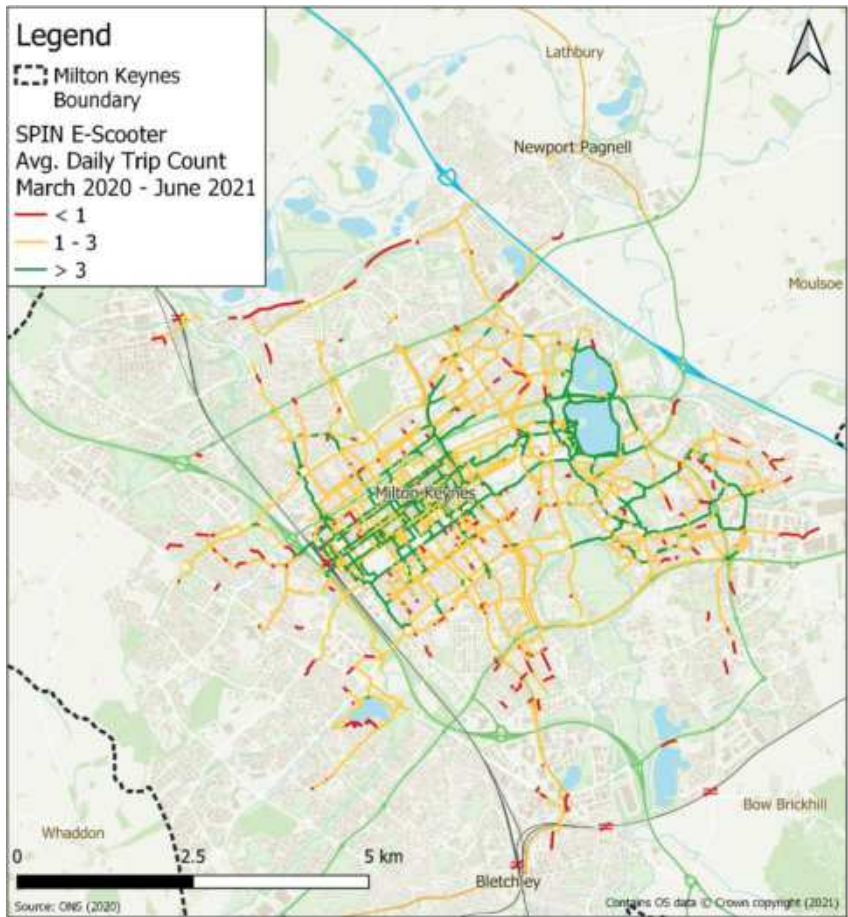 Legend
Milton Keynes
Boundary
SPIN E-Scooter
Avg. Daily Trip Count
March 2020 - June 2021
< 1
1 - 3
> 3
Lathbury
Newport Pagnell
Moulsoe
Milton Keynes
Bow Brickhill
Whaddon
0 2.5 5 km
Bletchley
Source: ONS (2020)
Contains OS data © Crown copyright (2021)